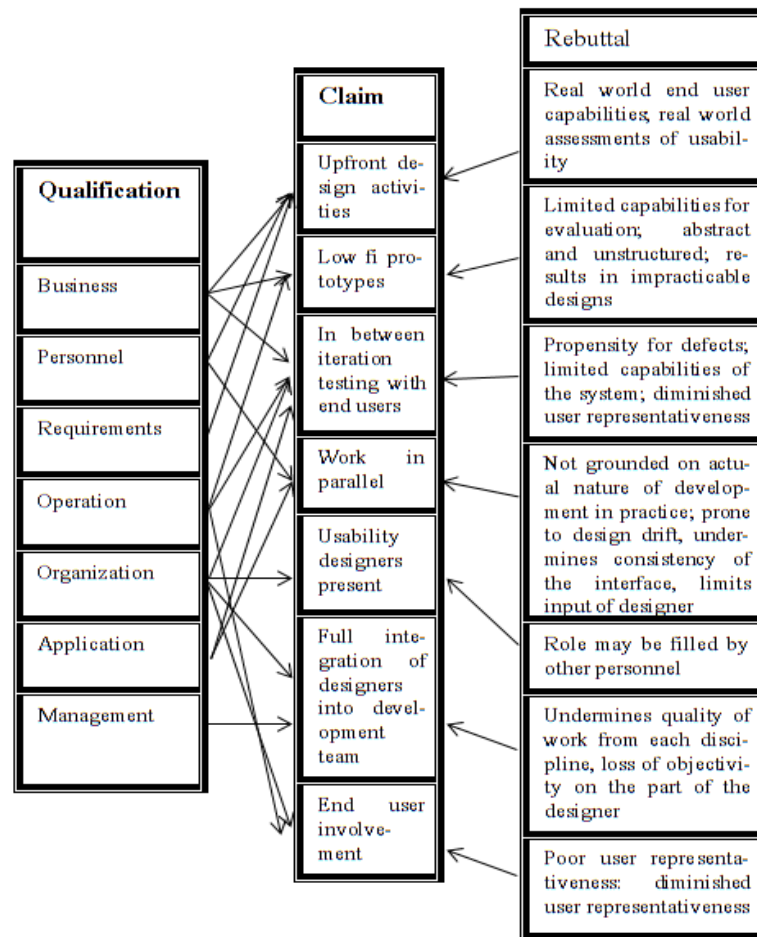 Qualification
Business
Personnel
Requirements
Operation
Organization
Application
Management
Claim
Upfront de-
sign activi-
ties
Low fi pro-
totypes
In between
iteration
testing with
end users
Work in
parallel
Usability
designers
present
Full inte-
gration of
designers
into devel-
opment
team
End user
involve-
ment
Rebuttal
Real world end user
capabilities; real world
assessments of usabil-
ity
Limited capabilities for
evaluation; abstract
and unstructured; re-
sults in impracticable
designs
Propensity for defects;
limited capabilities of
the system; diminished
user representativeness
Not grounded on actu-
al nature of develop-
ment in practice; prone
to design drift, under-
mines consistency of
the interface, limits
input of designer
Role may be filled by
other personnel
Undermines quality of
work from each disci-
pline, loss of objectivi-
ty on the part of the
designer
Poor user representa-
tiveness: diminished
user representativeness